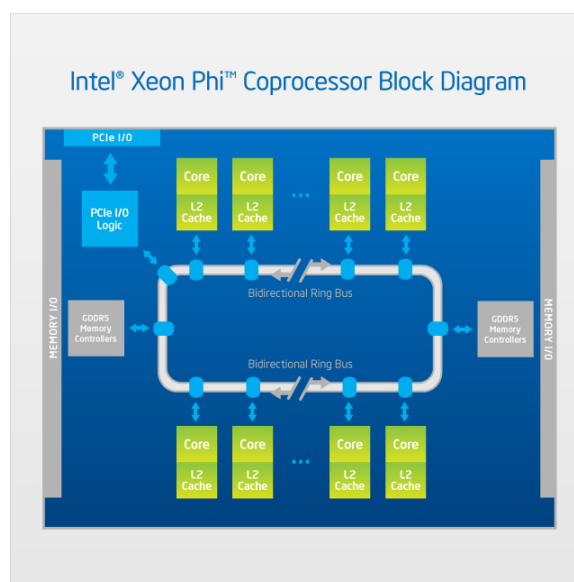 Intel® Xeon Phi™ Coprocessor Block Diagram
PCIe I/O
PCIe I/O
Logic
Core
L2
Cache
Core
L2
Cache
...
Core
L2
Cache
Core
L2
Cache
Bidirectional Ring Bus
MEMORY I/O
GDDR5
Memory
Controllers
GDDR5
Memory
Controllers
MEMORY I/O
Bidirectional Ring Bus
Core
L2
Cache
Core
L2
Cache
...
Core
L2
Cache
Core
L2
Cache